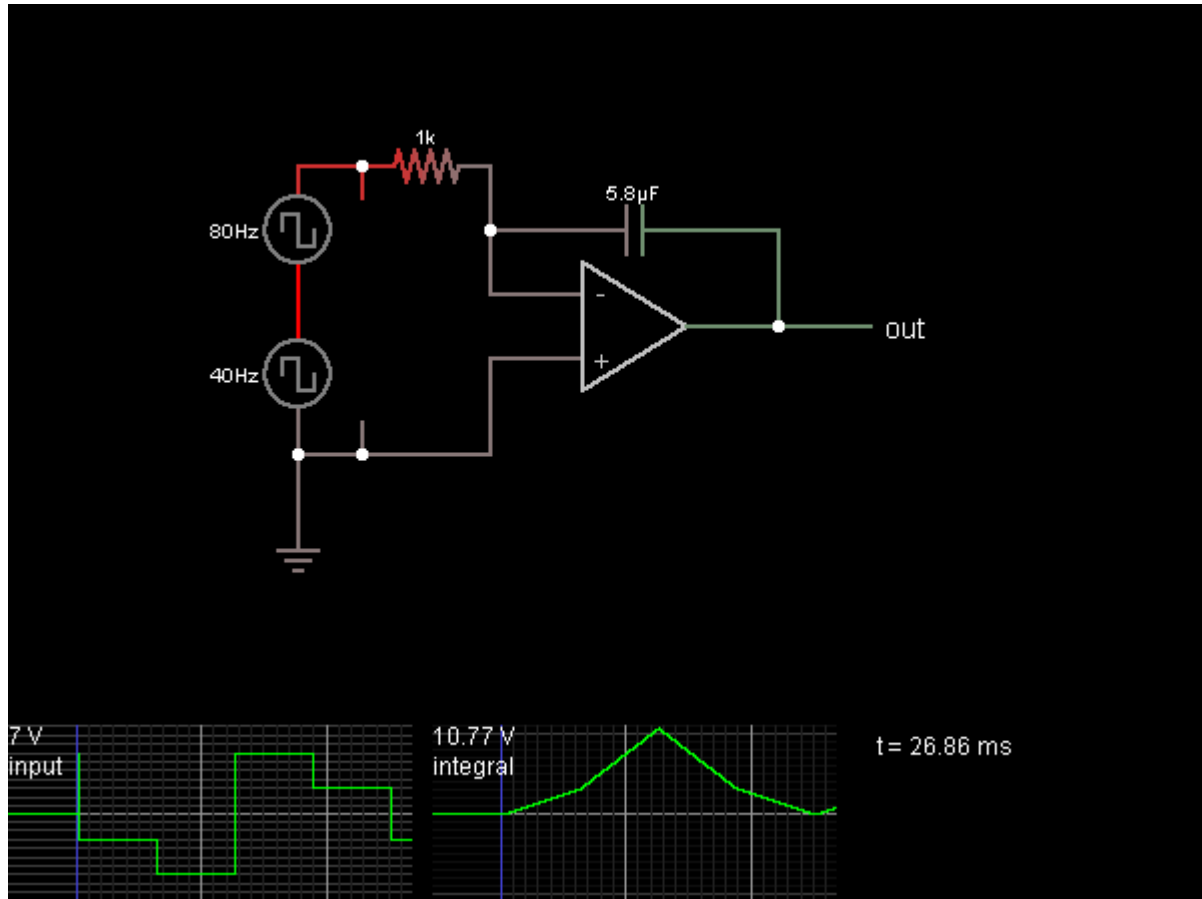 1k
5.8µF
80Hz
-
out
+
40Hz
7 V
input
10.77 V
integral
t = 26.86 ms